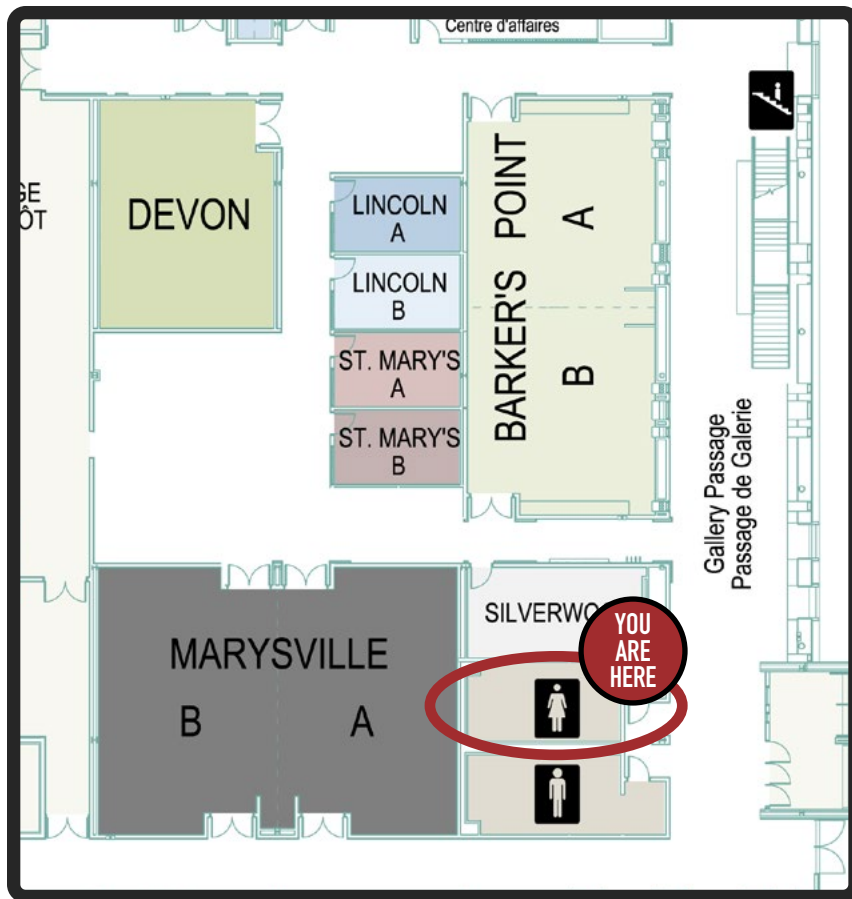 Centre d'affaires
GE
ÔT
DEVON
LINCOLN
A
LINCOLN
B
ST. MARY'S
A
ST. MARY'S
B
BARKER'S POINT
A
B
Gallery Passage
Passage de Galerie
YOU
ARE
HERE
MARYSVILLE
B A